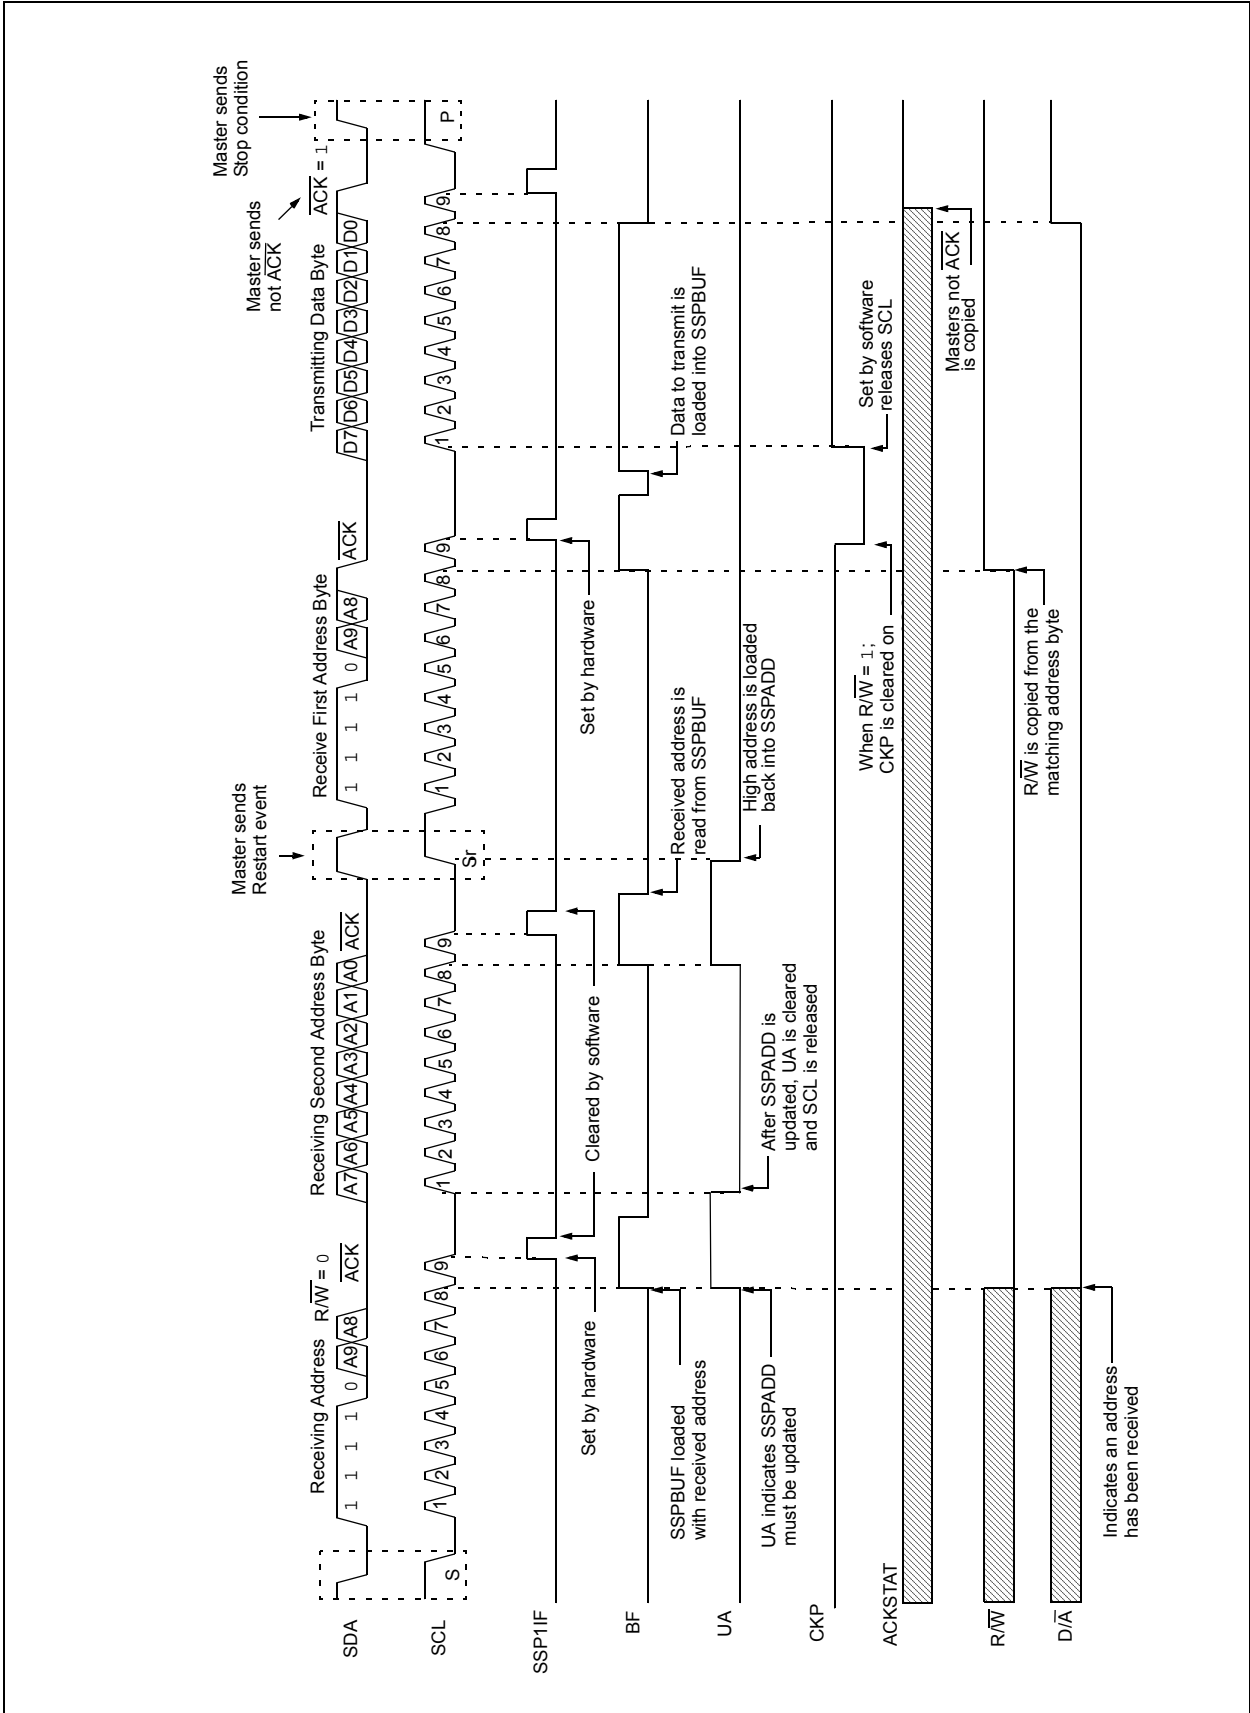 Master sends
Stop condition
Master sends
not A̅C̅K̅
A̅C̅K̅ = 1
Master sends
Restart event
Receiving Address R/W̅ = 0
Receiving Second Address Byte
Receive First Address Byte
Transmitting Data Byte
SDA
1 1 1 1 0 A9 A8 A̅C̅K̅
A7 A6 A5 A4 A3 A2 A1 A0 A̅C̅K̅
1 1 1 1 0 A9 A8 A̅C̅K̅
D7 D6 D5 D4 D3 D2 D1 D0
SCL
S 1 2 3 4 5 6 7 8 9
1 2 3 4 5 6 7 8 9
Sr 1 2 3 4 5 6 7 8 9
1 2 3 4 5 6 7 8 9 P
SSP1IF
Set by hardware
Cleared by software
Set by hardware
BF
SSPBUF loaded
with received address
Received address is
read from SSPBUF
Data to transmit is
loaded into SSPBUF
UA
UA indicates SSPADD
must be updated
After SSPADD is
updated, UA is cleared
and SCL is released
High address is loaded
back into SSPADD
CKP
When R/W̅ = 1;
CKP is cleared on
Set by software
releases SCL
ACKSTAT
Masters not A̅C̅K̅
is copied
R/W̅
R/W̅ is copied from the
matching address byte
D/A̅
Indicates an address
has been received